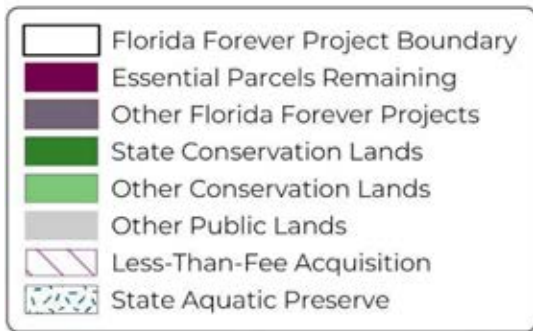 Florida Forever Project Boundary
Essential Parcels Remaining
Other Florida Forever Projects
State Conservation Lands
Other Conservation Lands
Other Public Lands
Less-Than-Fee Acquisition
State Aquatic Preserve